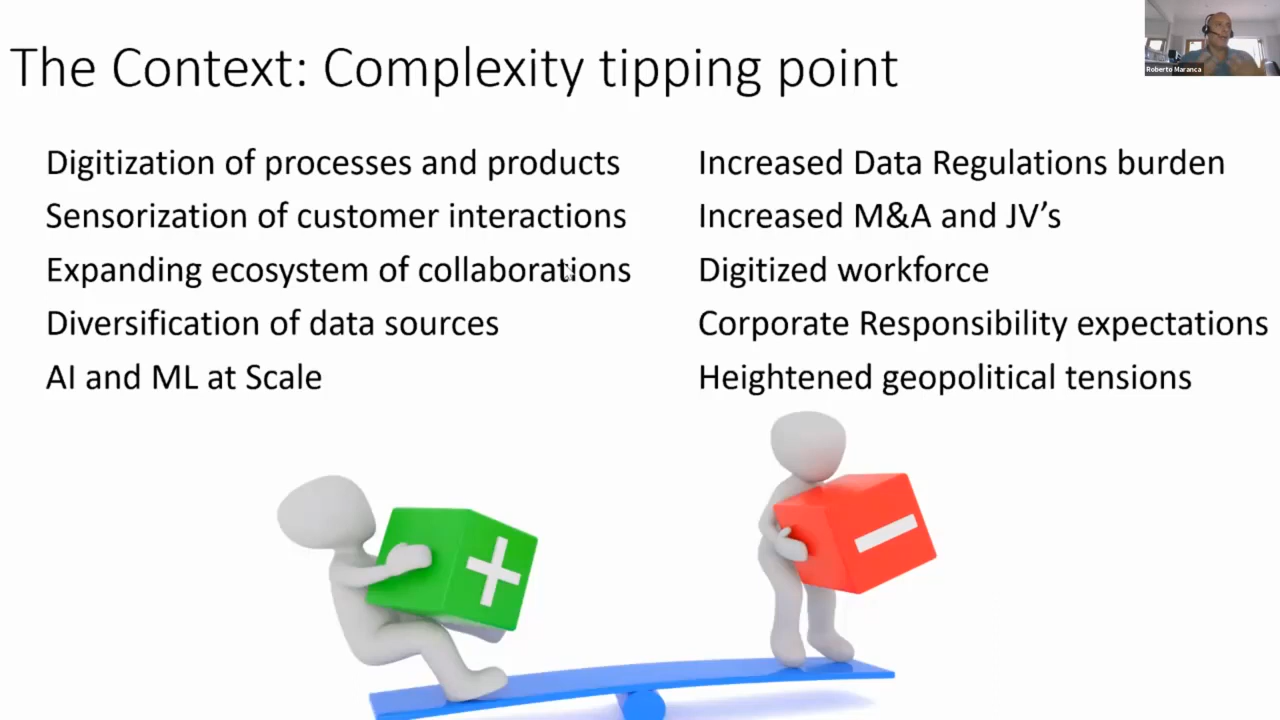 The Context: Complexity tipping point
Roberto Maranca
Digitization of processes and products
Sensorization of customer interactions
Expanding ecosystem of collaborations
Diversification of data sources
AI and ML at Scale
Increased Data Regulations burden
Increased M&A and JV’s
Digitized workforce
Corporate Responsibility expectations
Heightened geopolitical tensions